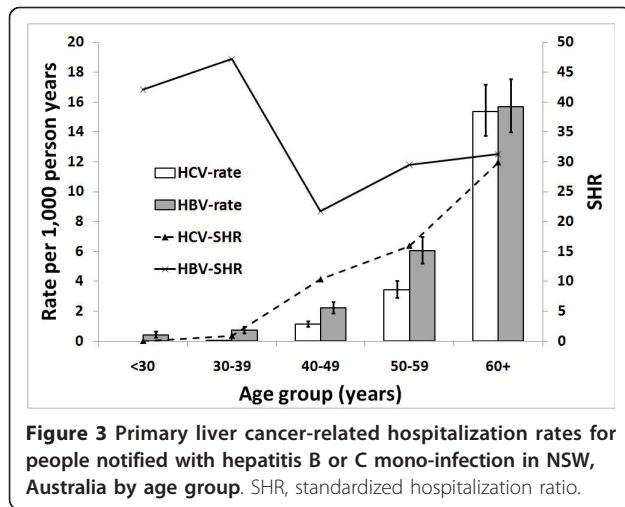 20
18
16
14
12
10
8
6
4
2
0
Rate per 1,000 person years
HCV-rate
HBV-rate
HCV-SHR
HBV-SHR
50
45
40
35
30
25
20
15
10
5
0
SHR
<30 30-39 40-49 50-59 60+
Age group (years)
Figure 3 Primary liver cancer-related hospitalization rates for
people notified with hepatitis B or C mono-infection in NSW,
Australia by age group. SHR, standardized hospitalization ratio.